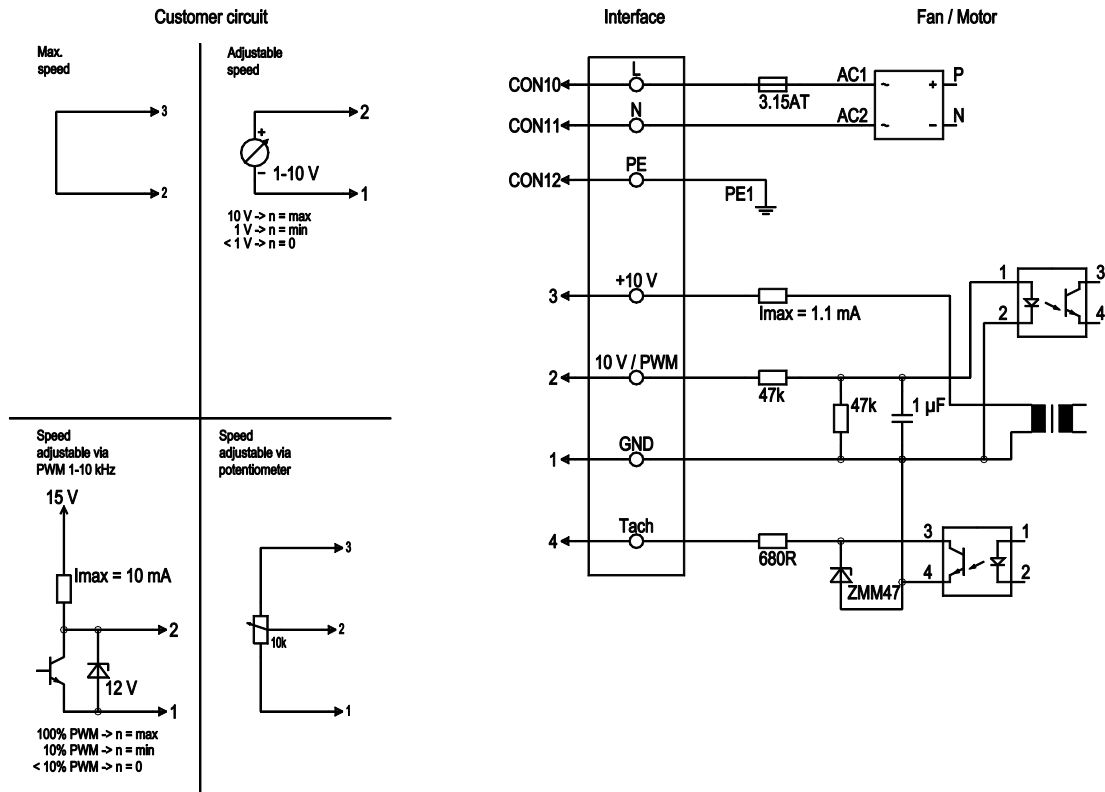 Customer circuit
Interface
Fan / Motor
Max.
speed
3
2
Adjustable
speed
2
+
1-10 V
−
1
10 V -> n = max
1 V -> n = min
< 1 V -> n = 0
Speed
adjustable via
PWM 1-10 kHz
15 V
Imax = 10 mA
2
12 V
1
100% PWM -> n = max
10% PWM -> n = min
< 10% PWM -> n = 0
Speed
adjustable via
potentiometer
3
2
10k
1
CON10
L
3.15AT
AC1
~
+
P
CON11
N
AC2
~
−
N
CON12
PE
PE1
3
+10 V
Imax = 1.1 mA
1
3
2
4
2
10 V / PWM
47k
47k
1 µF
1
GND
4
Tach
680R
ZMM47
3
1
4
2